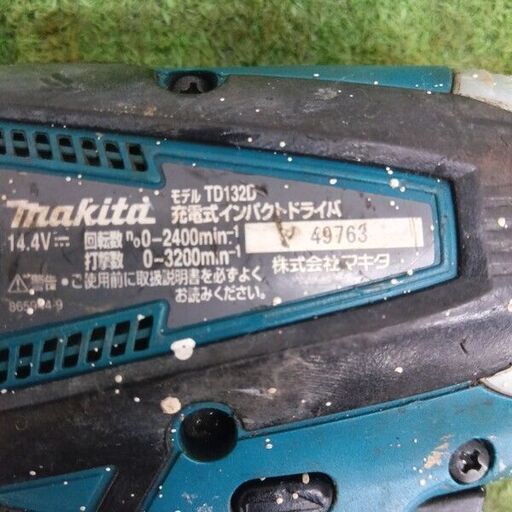 makita
モデル TD132D
充電式インパクトドライバ
14.4V⎓ 回転数 n₀0-2400min⁻¹
打撃数 0-3200min⁻¹
49763
⚠警告 •ご使用前に取扱説明書を必ずよく
お読みください。
株式会社マキタ